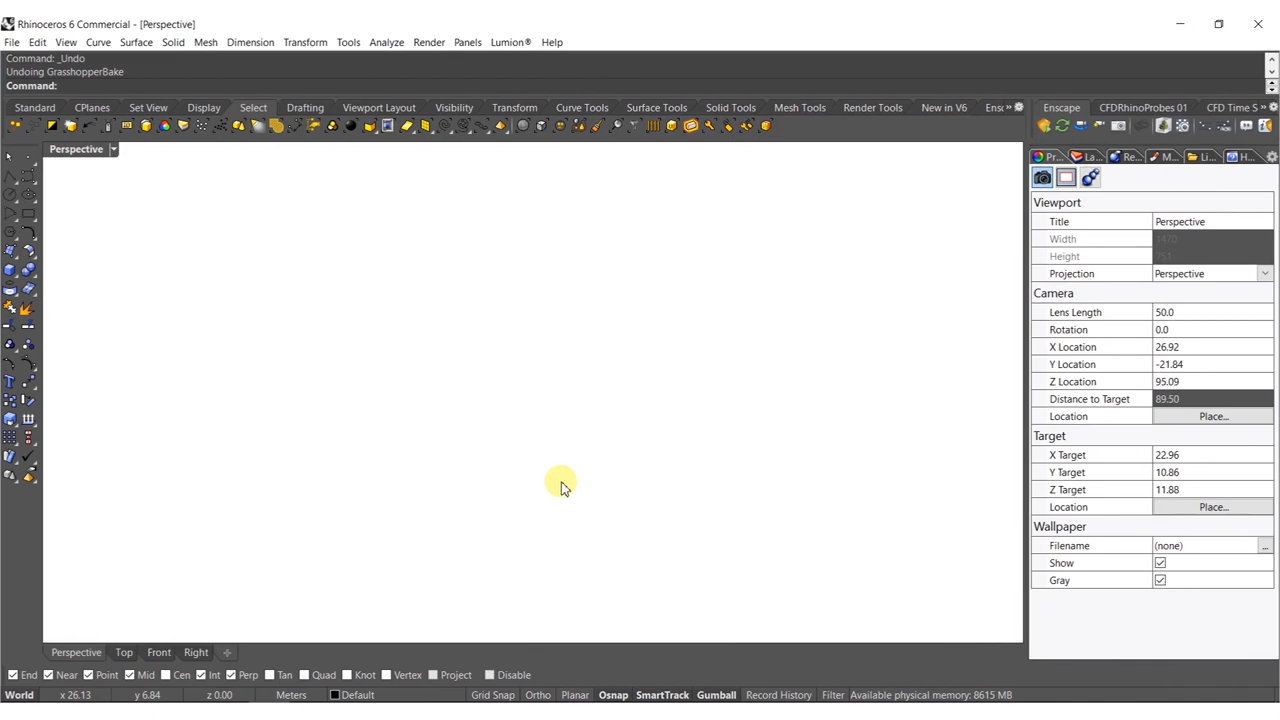 Rhinoceros 6 Commercial - [Perspective]
File Edit View Curve Surface Solid Mesh Dimension Transform Tools Analyze Render Panels Lumion® Help
Command: _Undo
Undoing GrasshopperBake
Command:
Standard CPlanes Set View Display Select Drafting Viewport Layout Visibility Transform Curve Tools Surface Tools Solid Tools Mesh Tools Render Tools New in V6 Ens »
Enscape CFDRhinoProbes 01 CFD Time S »
Perspective
Pr... La... Re... M... Li... H...
Viewport
Title Perspective
Width 1470
Height 951
Projection Perspective
Camera
Lens Length 50.0
Rotation 0.0
X Location 26.92
Y Location -21.84
Z Location 95.09
Distance to Target 89.50
Location Place...
Target
X Target 22.96
Y Target 10.86
Z Target 11.88
Location Place...
Wallpaper
Filename (none) ...
Show
Gray
Perspective Top Front Right
End Near Point Mid Cen Int Perp Tan Quad Knot Vertex Project Disable
World x 26.13 y 6.84 z 0.00 Meters Default Grid Snap Ortho Planar Osnap SmartTrack Gumball Record History Filter Available physical memory: 8615 MB